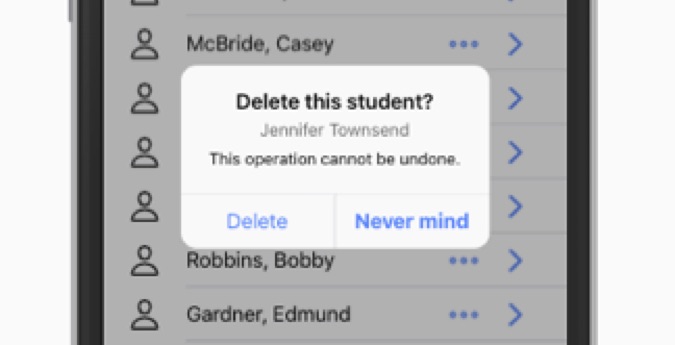 McBride, Casey
Delete this student?
Jennifer Townsend
This operation cannot be undone.
Delete
Never mind
Robbins, Bobby
Gardner, Edmund